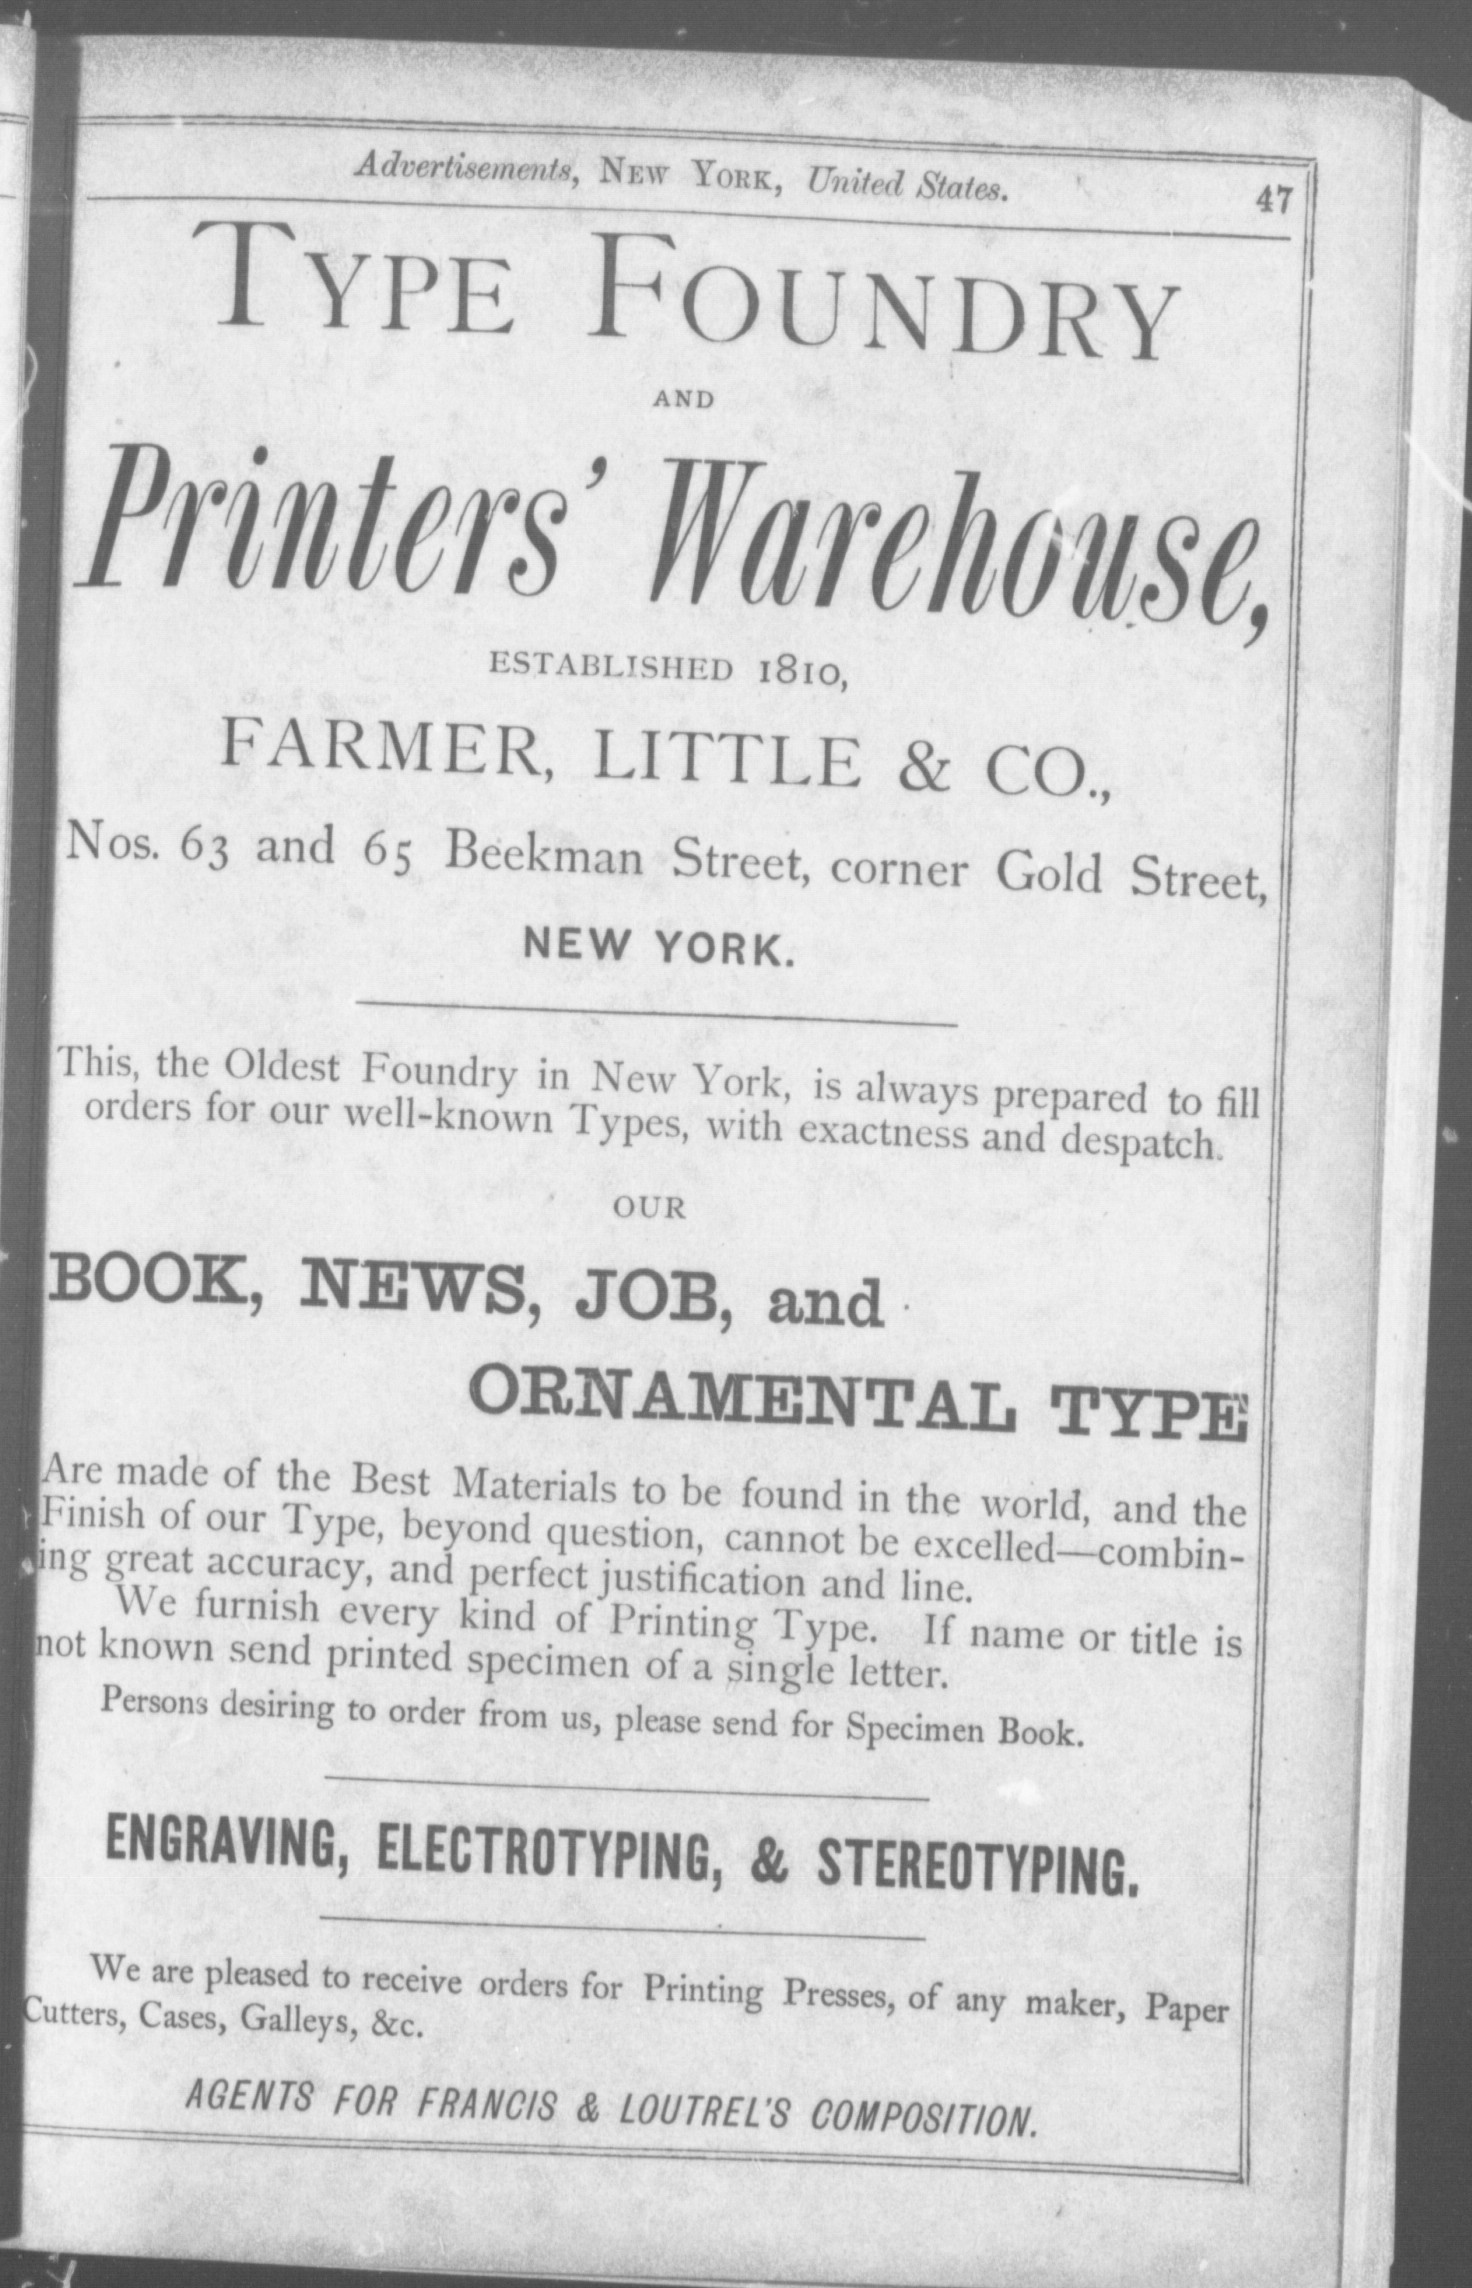 Advertisements, NEW YORK, United States. 47
TYPE FOUNDRY
AND
Printers' Warehouse,
ESTABLISHED 1810,
FARMER, LITTLE & CO.,
Nos. 63 and 65 Beekman Street, corner Gold Street,
NEW YORK.
This, the Oldest Foundry in New York, is always prepared to fill
orders for our well-known Types, with exactness and despatch.
OUR
BOOK, NEWS, JOB, and
ORNAMENTAL TYPE
Are made of the Best Materials to be found in the world, and the
Finish of our Type, beyond question, cannot be excelled—combin-
ing great accuracy, and perfect justification and line.
We furnish every kind of Printing Type. If name or title is
not known send printed specimen of a single letter.
Persons desiring to order from us, please send for Specimen Book.
ENGRAVING, ELECTROTYPING, & STEREOTYPING.
We are pleased to receive orders for Printing Presses, of any maker, Paper
Cutters, Cases, Galleys, &c.
AGENTS FOR FRANCIS & LOUTREL'S COMPOSITION.